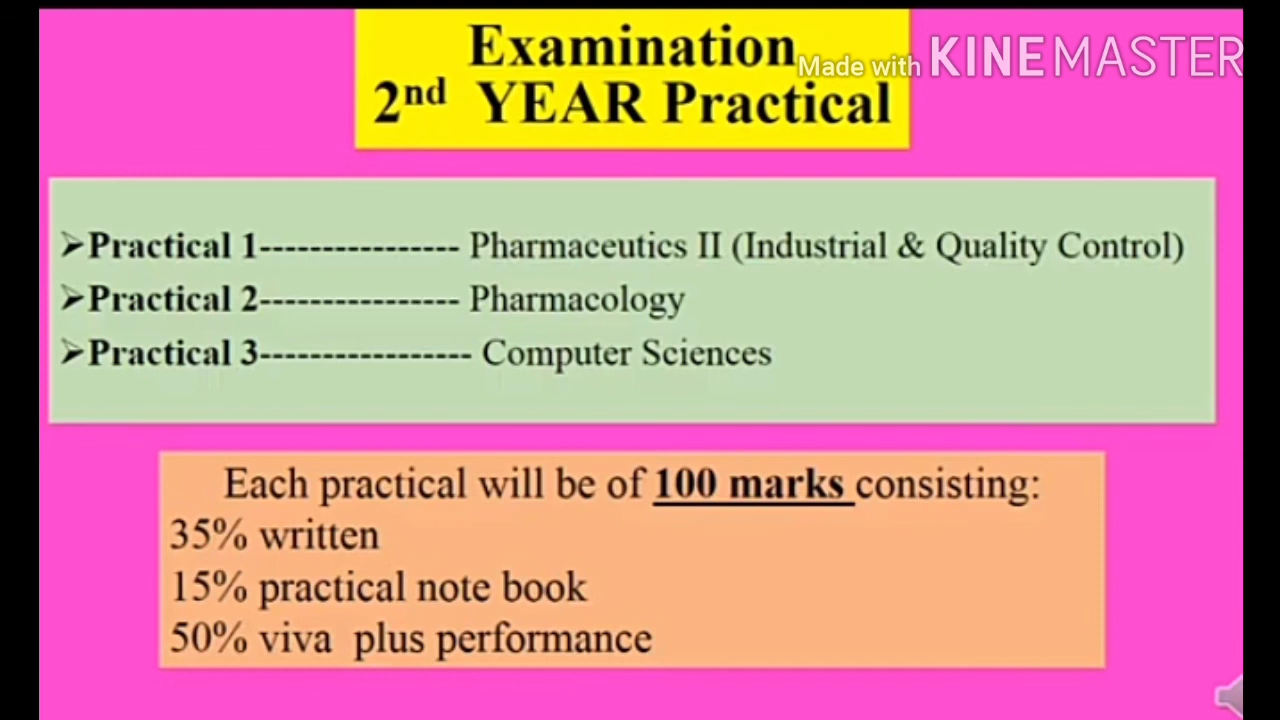 Examination
Made with KINEMASTER
2nd YEAR Practical
➢Practical 1---------------- Pharmaceutics II (Industrial & Quality Control)
➢Practical 2---------------- Pharmacology
➢Practical 3----------------- Computer Sciences
Each practical will be of 100 marks consisting:
35% written
15% practical note book
50% viva plus performance